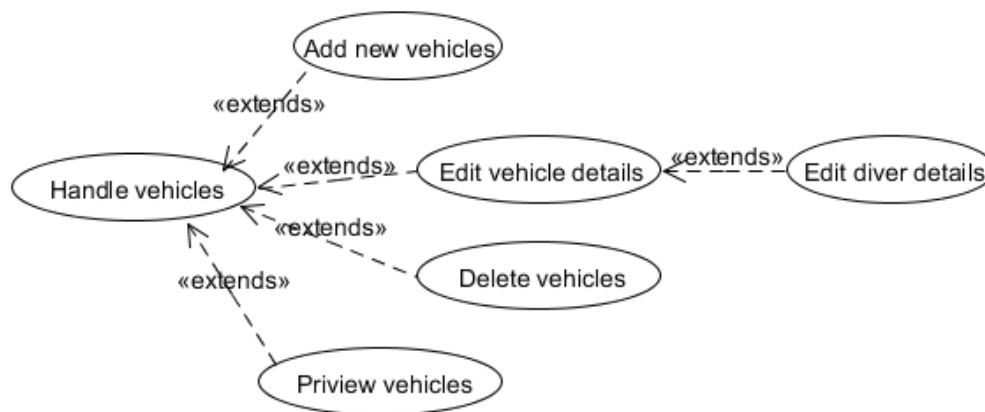 Add new vehicles
«extends»
«extends»
«extends»
Handle vehicles
Edit vehicle details
Edit diver details
«extends»
Delete vehicles
«extends»
Priview vehicles